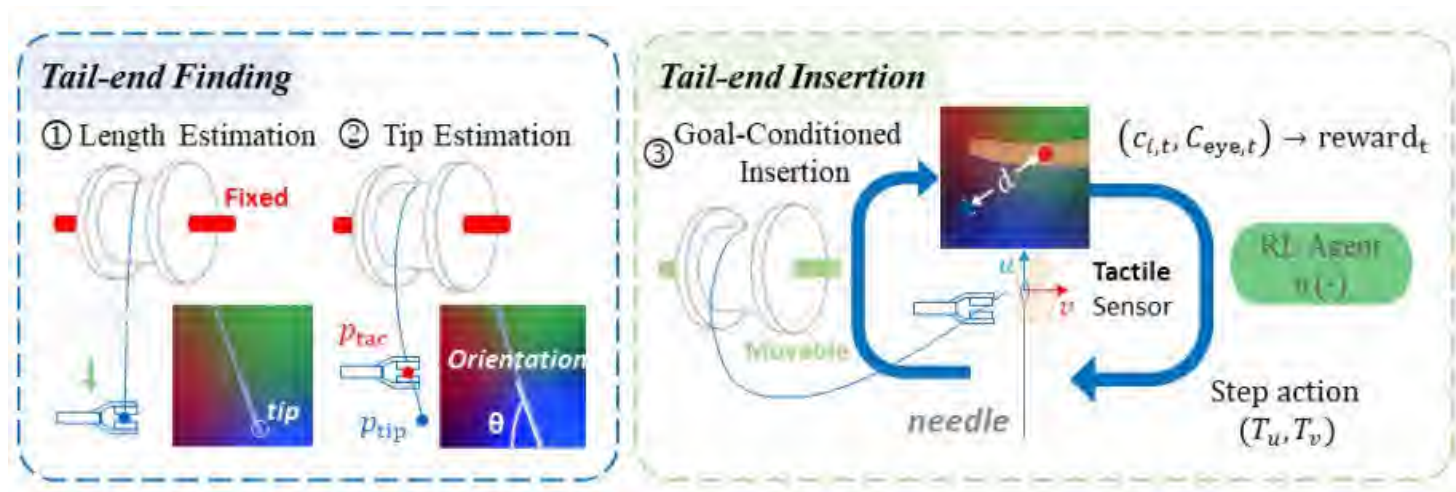 Tail-end Finding
① Length Estimation
② Tip Estimation
Fixed
tip
p_tac
p_tip
Orientation
θ
Tail-end Insertion
③ Goal-Conditioned
Insertion
Movable
d
(c_{i,t}, C_{eye,t}) → reward_t
u
v
Tactile
Sensor
needle
RL Agent
π(·)
Step action
(T_u, T_v)